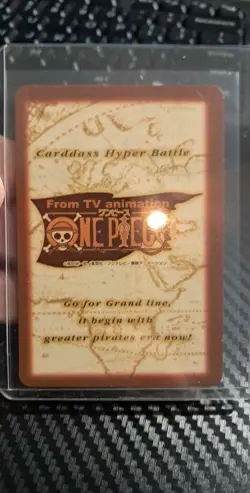 Carddass Hyper Battle
From TV animation
ワンピース
ONE PIECE
Go for Grand line,
it begin with
greater pirates era now!